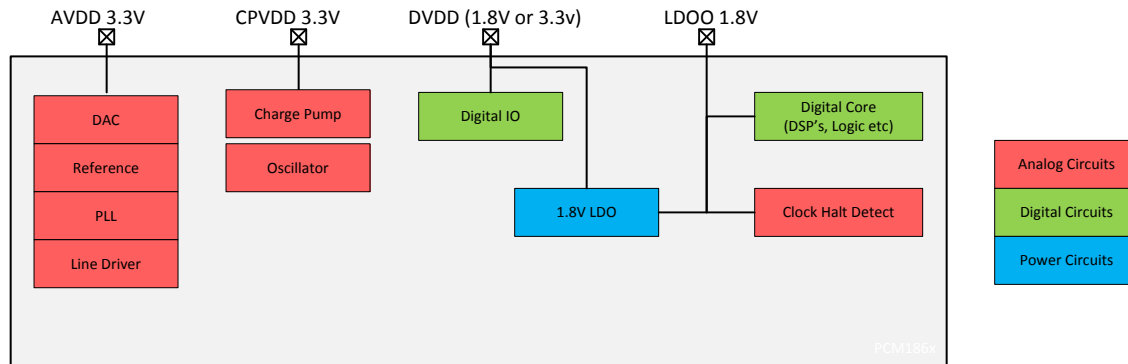 AVDD 3.3V
CPVDD 3.3V
DVDD (1.8V or 3.3v)
LDOO 1.8V
DAC
Reference
PLL
Line Driver
Charge Pump
Oscillator
Digital IO
1.8V LDO
Digital Core
(DSP's, Logic etc)
Clock Halt Detect
PCM186x
Analog Circuits
Digital Circuits
Power Circuits